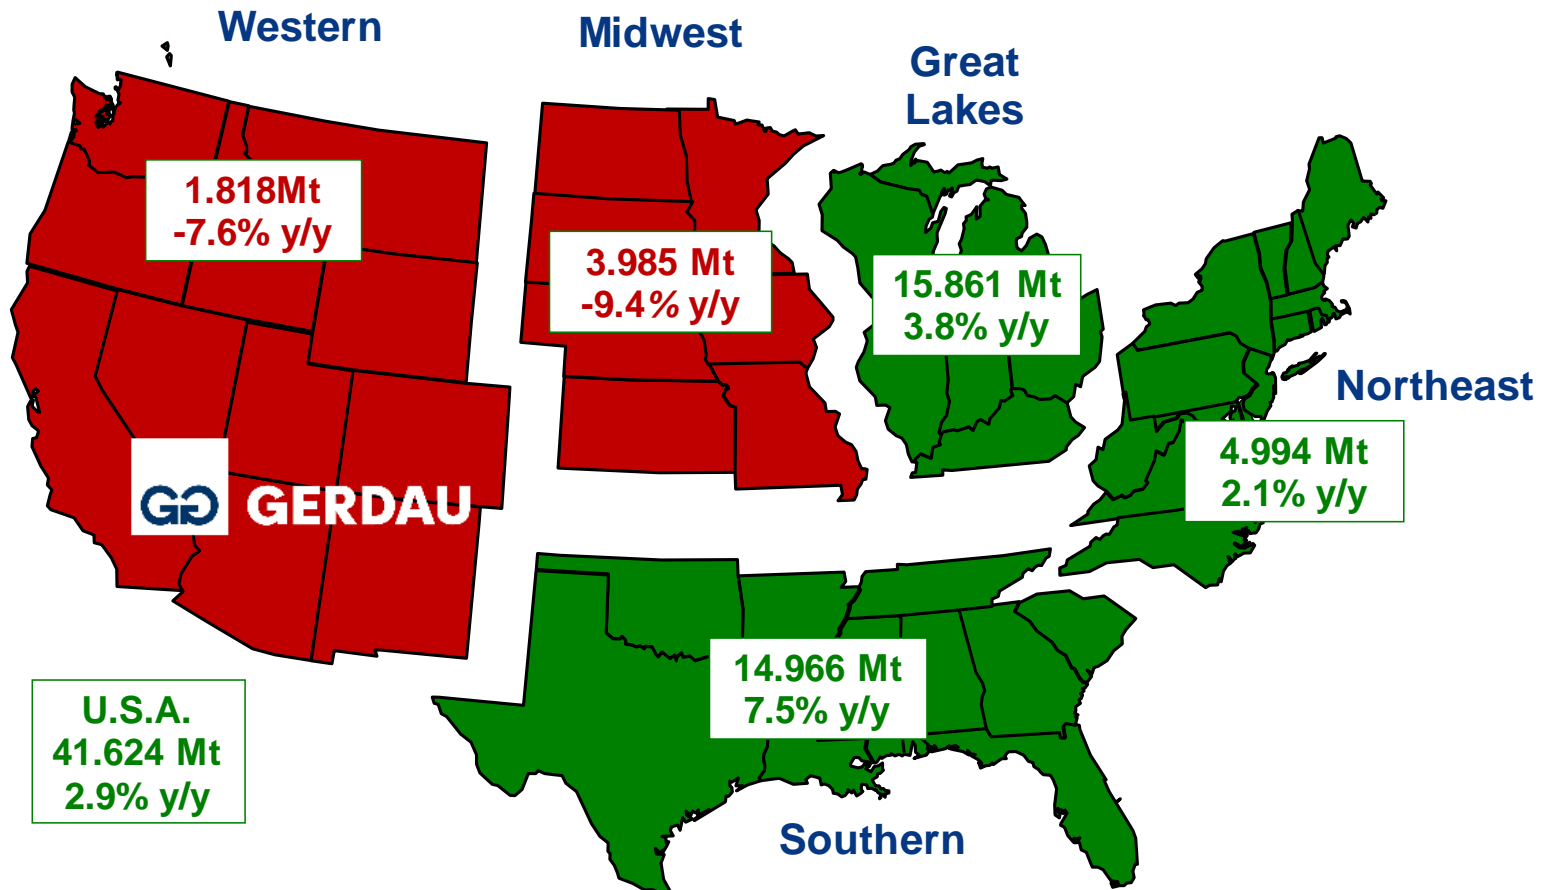 Western
1.818Mt
-7.6% y/y
Midwest
3.985 Mt
-9.4% y/y
Great
Lakes
15.861 Mt
3.8% y/y
Northeast
4.994 Mt
2.1% y/y
GG GERDAU
14.966 Mt
7.5% y/y
Southern
U.S.A.
41.624 Mt
2.9% y/y